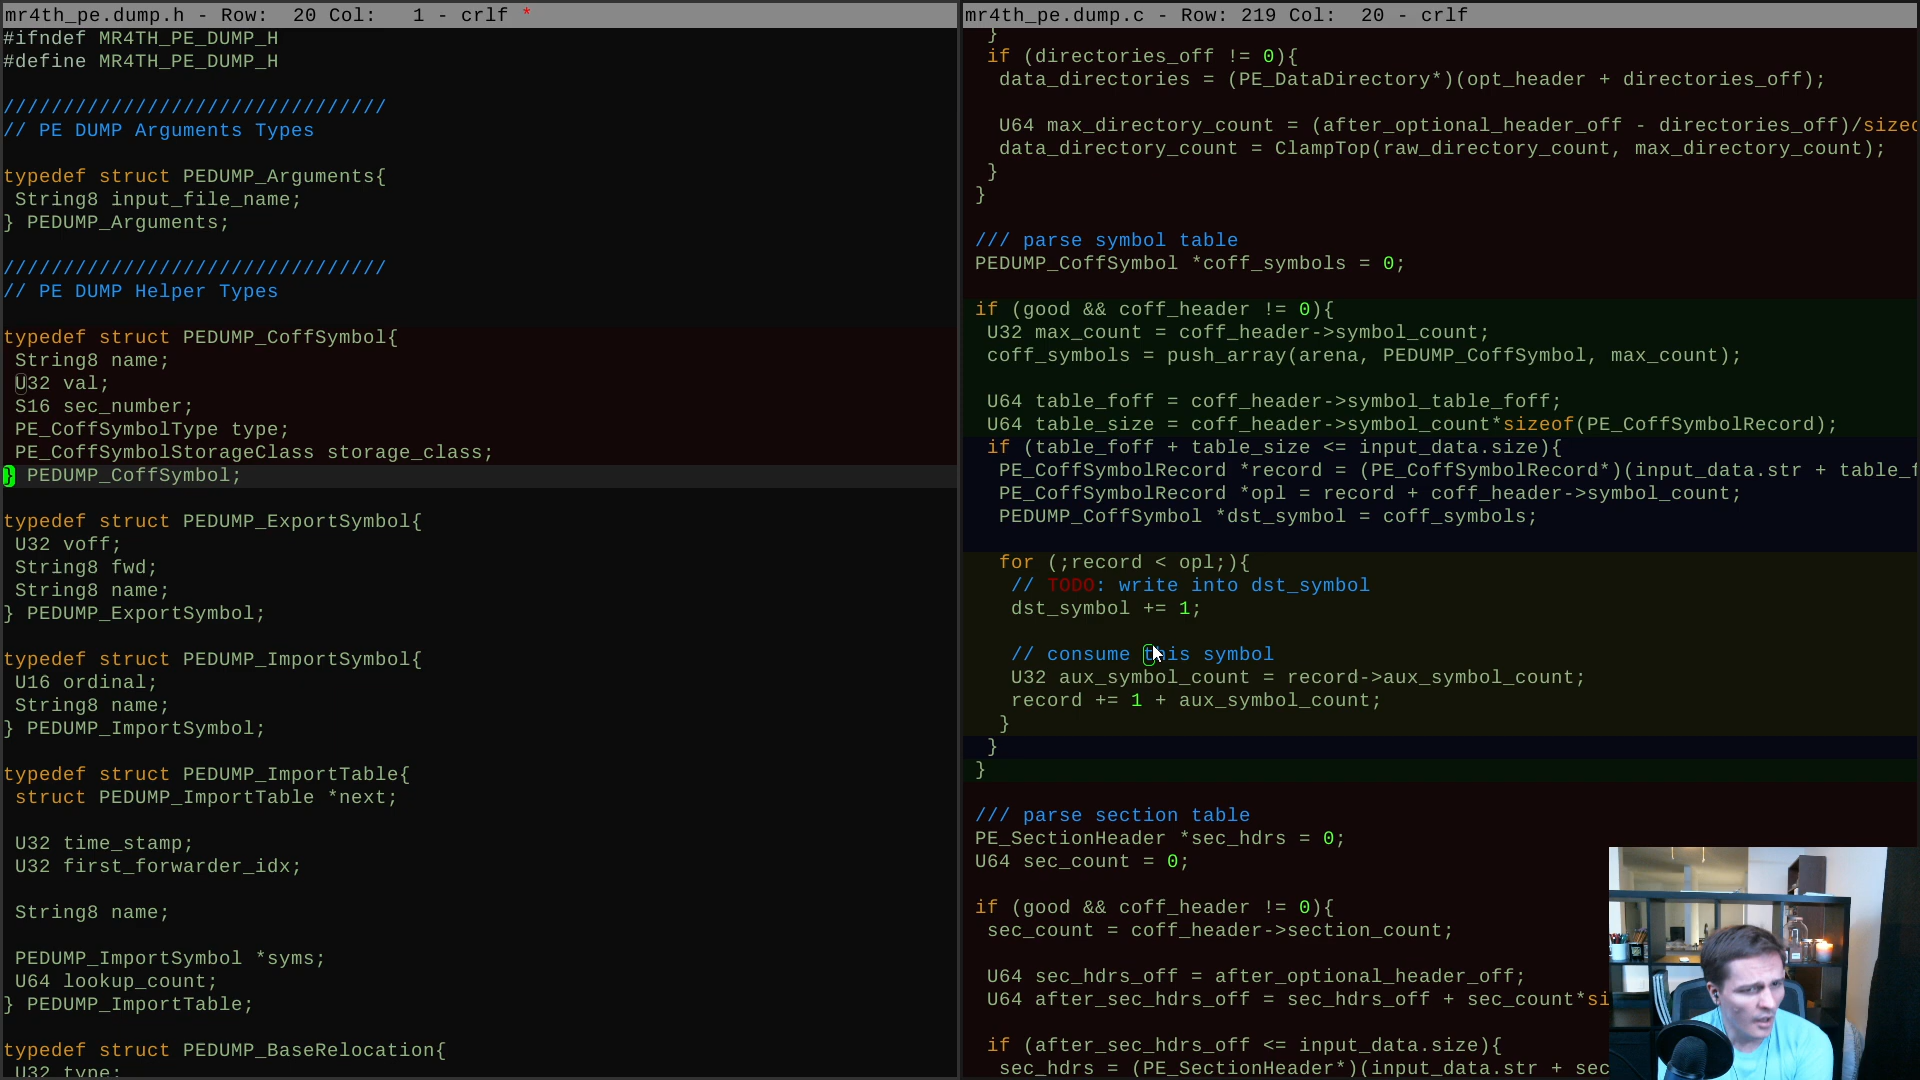 mr4th_pe.dump.h - Row:  20 Col:   1 - crlf *
#ifndef MR4TH_PE_DUMP_H
#define MR4TH_PE_DUMP_H
////////////////////////////////
// PE DUMP Arguments Types
typedef struct PEDUMP_Arguments{
String8 input_file_name;
} PEDUMP_Arguments;
////////////////////////////////
// PE DUMP Helper Types
typedef struct PEDUMP_CoffSymbol{
String8 name;
U32 val;
S16 sec_number;
PE_CoffSymbolType type;
PE_CoffSymbolStorageClass storage_class;
} PEDUMP_CoffSymbol;
typedef struct PEDUMP_ExportSymbol{
U32 voff;
String8 fwd;
String8 name;
} PEDUMP_ExportSymbol;
typedef struct PEDUMP_ImportSymbol{
U16 ordinal;
String8 name;
} PEDUMP_ImportSymbol;
typedef struct PEDUMP_ImportTable{
struct PEDUMP_ImportTable *next;
U32 time_stamp;
U32 first_forwarder_idx;
String8 name;
PEDUMP_ImportSymbol *syms;
U64 lookup_count;
} PEDUMP_ImportTable;
typedef struct PEDUMP_BaseRelocation{
U32 type;
mr4th_pe.dump.c - Row: 219 Col:  20 - crlf
}
if (directories_off != 0){
data_directories = (PE_DataDirectory*)(opt_header + directories_off);
U64 max_directory_count = (after_optional_header_off - directories_off)/sizeo
data_directory_count = ClampTop(raw_directory_count, max_directory_count);
}
}
/// parse symbol table
PEDUMP_CoffSymbol *coff_symbols = 0;
if (good && coff_header != 0){
U32 max_count = coff_header->symbol_count;
coff_symbols = push_array(arena, PEDUMP_CoffSymbol, max_count);
U64 table_foff = coff_header->symbol_table_foff;
U64 table_size = coff_header->symbol_count*sizeof(PE_CoffSymbolRecord);
if (table_foff + table_size <= input_data.size){
PE_CoffSymbolRecord *record = (PE_CoffSymbolRecord*)(input_data.str + table_f
PE_CoffSymbolRecord *opl = record + coff_header->symbol_count;
PEDUMP_CoffSymbol *dst_symbol = coff_symbols;
for (;record < opl;){
// TODO: write into dst_symbol
dst_symbol += 1;
// consume this symbol
U32 aux_symbol_count = record->aux_symbol_count;
record += 1 + aux_symbol_count;
}
}
}
/// parse section table
PE_SectionHeader *sec_hdrs = 0;
U64 sec_count = 0;
if (good && coff_header != 0){
sec_count = coff_header->section_count;
U64 sec_hdrs_off = after_optional_header_off;
U64 after_sec_hdrs_off = sec_hdrs_off + sec_count*si
if (after_sec_hdrs_off <= input_data.size){
sec_hdrs = (PE_SectionHeader*)(input_data.str + sec